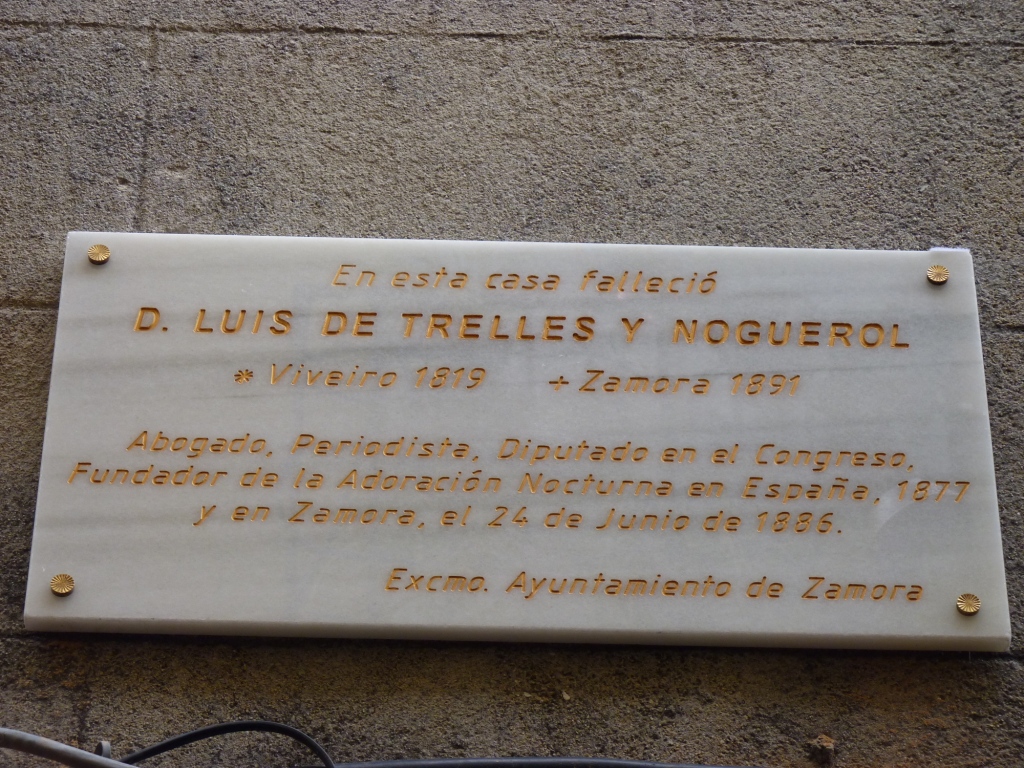 En esta casa falleció
D. LUIS DE TRELLES Y NOGUEROL
* Viveiro 1819 + Zamora 1891
Abogado, Periodista, Diputado en el Congreso,
Fundador de la Adoración Nocturna en España, 1877
y en Zamora, el 24 de Junio de 1886.
Excmo. Ayuntamiento de Zamora